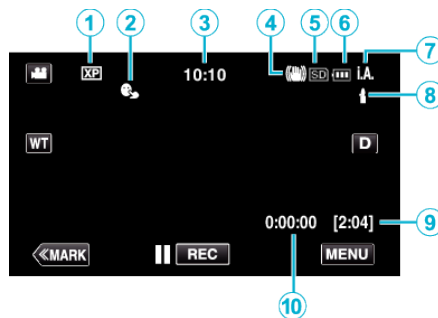 1 2 3 4 5 6 7
XP 10:10 SD i.A.
8
WT D
0:00:00 [2:04] 9
≪MARK REC MENU
10